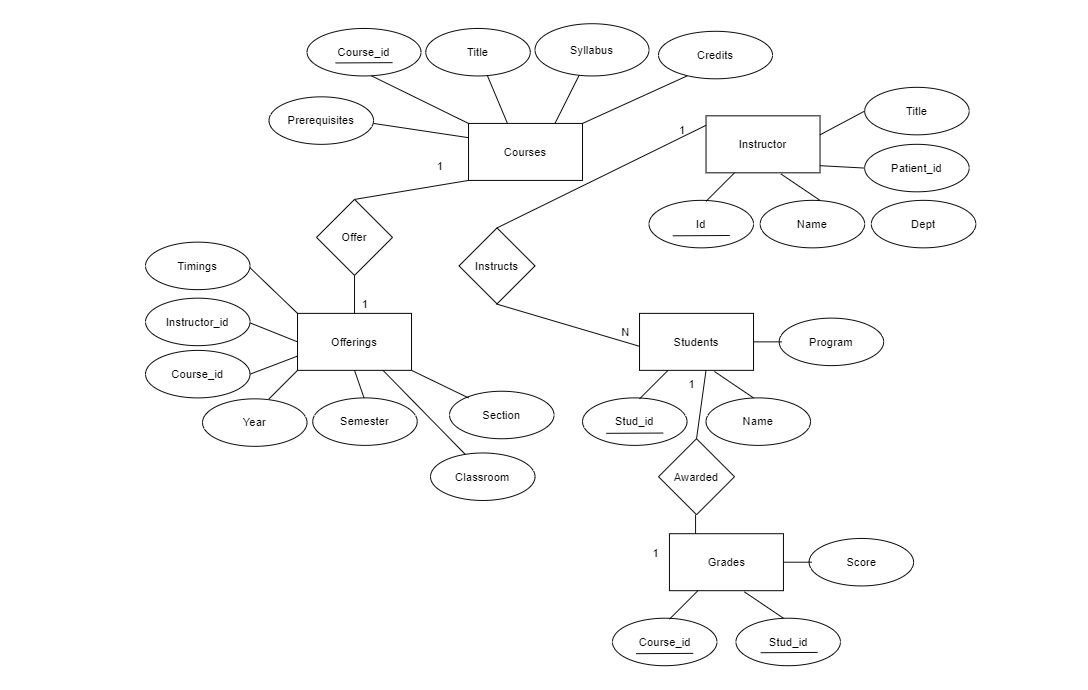 Course_id
Title
Syllabus
Credits
Prerequisites
Courses
1
1
Instructor
Title
Patient_id
Id
Name
Dept
Offer
Instructs
Timings
1
Instructor_id
Offerings
Course_id
Year
Semester
Section
Classroom
N
Students
Program
1
Stud_id
Name
Awarded
1
Grades
Score
Course_id
Stud_id